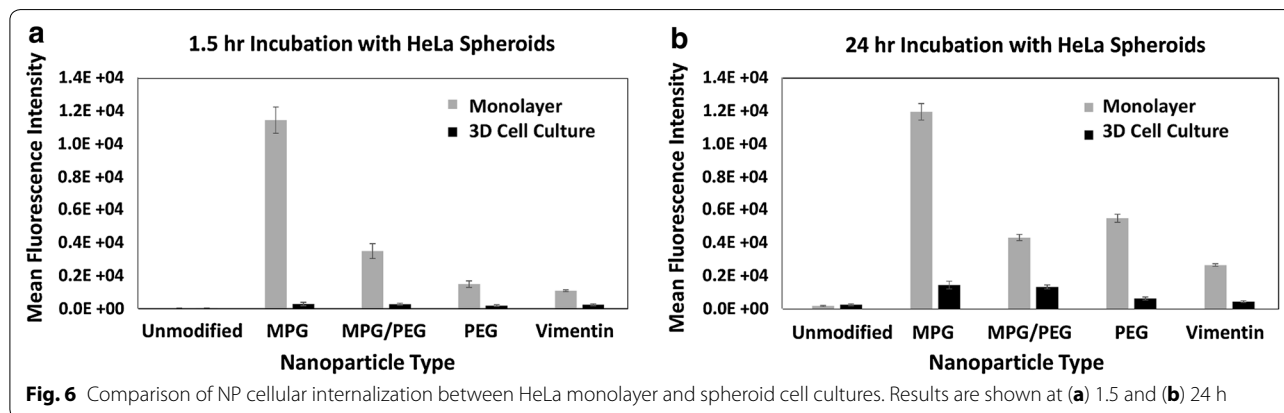 a
1.5 hr Incubation with HeLa Spheroids
Mean Fluorescence Intensity
1.4E +04
1.2E +04
1.0E +04
0.8E +04
0.6E +04
0.4E +04
0.2E +04
0.0E +00
Monolayer
3D Cell Culture
Unmodified MPG MPG/PEG PEG Vimentin
Nanoparticle Type
b
24 hr Incubation with HeLa Spheroids
Mean Fluorescence Intensity
1.4E +04
1.2E +04
1.0E +04
0.8E +04
0.6E +04
0.4E +04
0.2E +04
0.0E +00
Monolayer
3D Cell Culture
Unmodified MPG MPG/PEG PEG Vimentin
Nanoparticle Type
Fig. 6 Comparison of NP cellular internalization between HeLa monolayer and spheroid cell cultures. Results are shown at (a) 1.5 and (b) 24 h